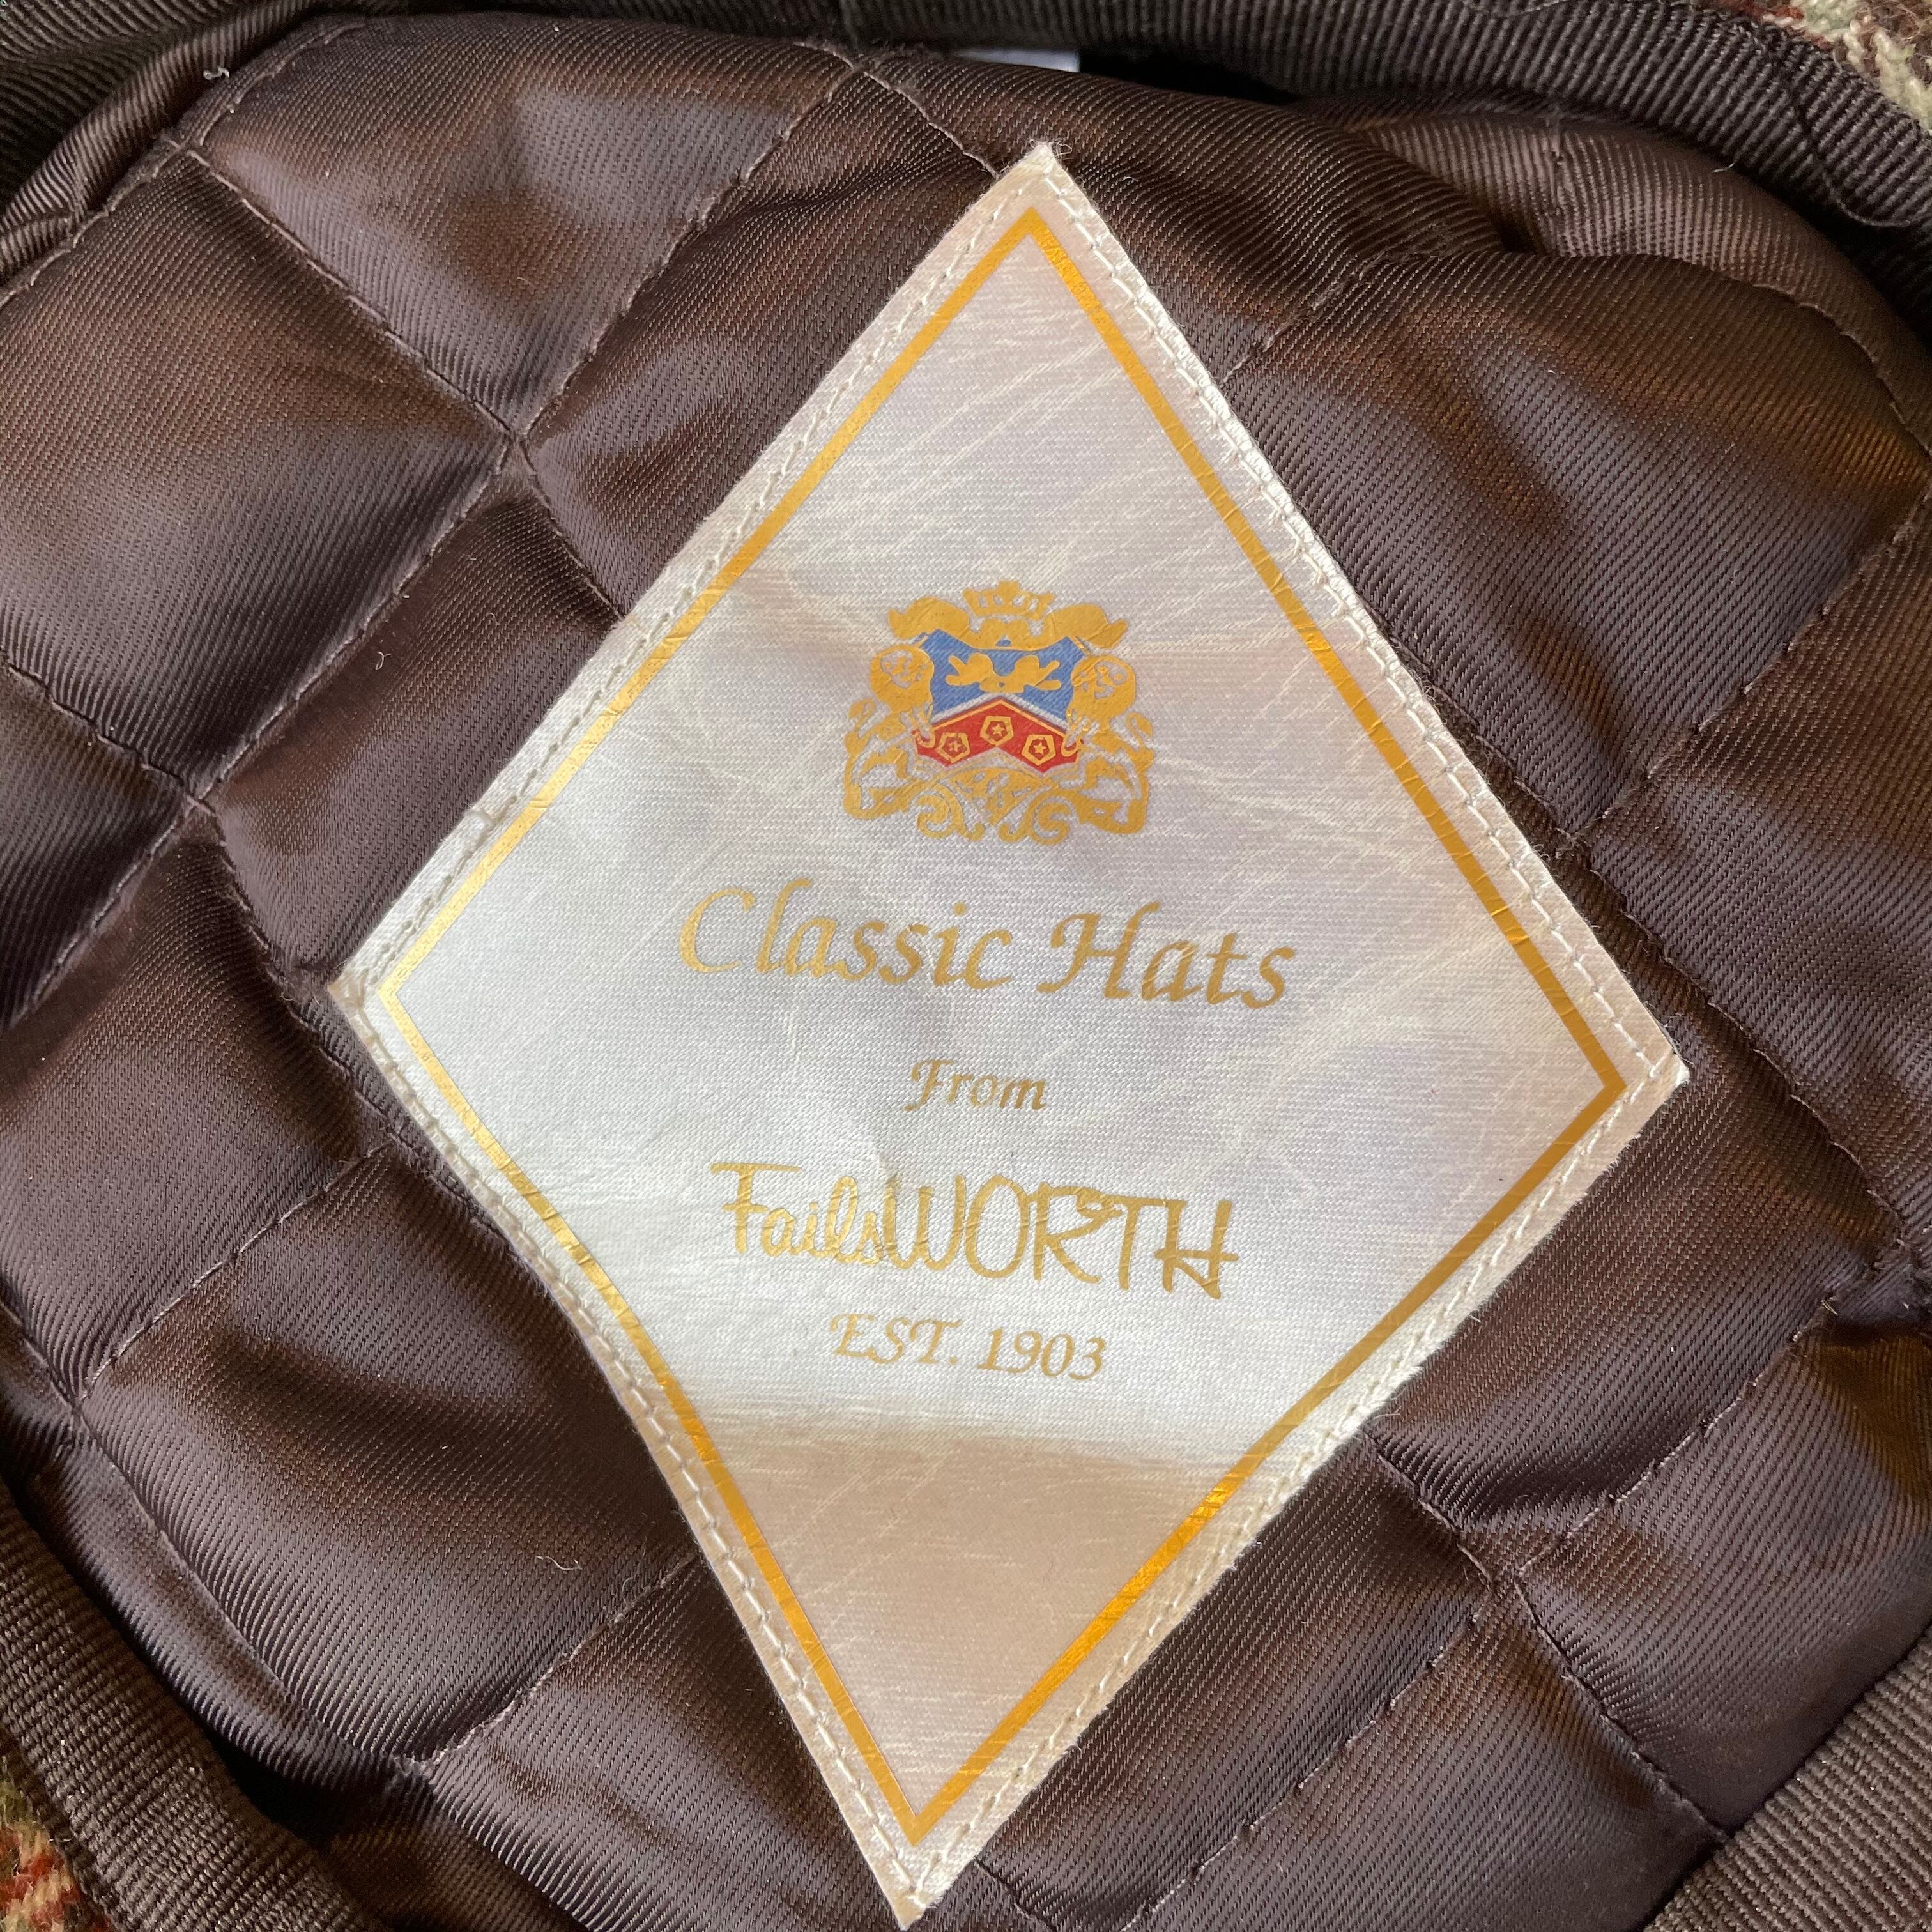 Classic Hats
From
FailsWORTH
EST. 1903